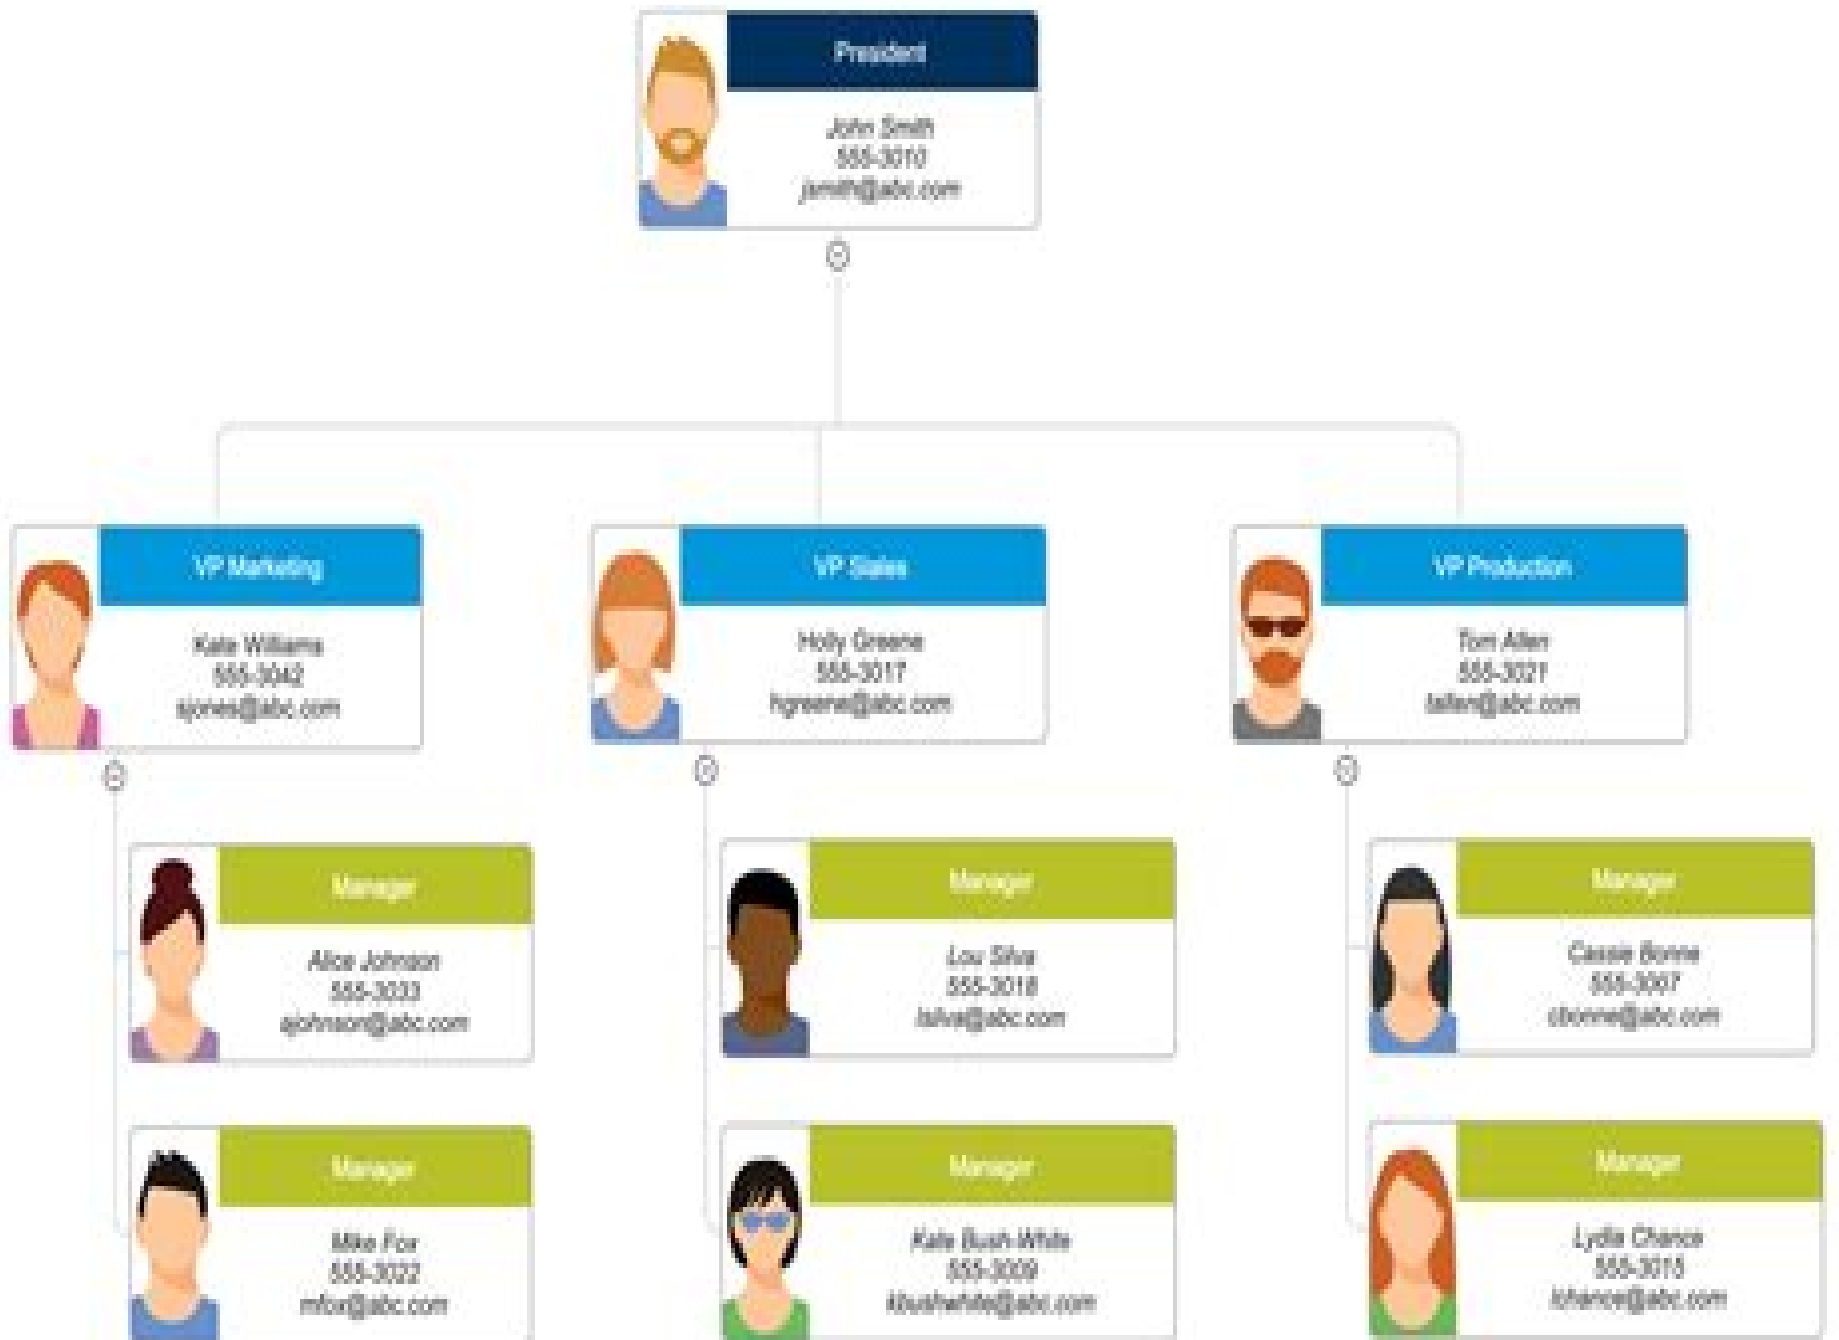 President
John Smith
555-3010
jsmith@abc.com
VP Marketing
Kate Williams
555-3042
sjones@abc.com
VP Slales
Holly Greene
555-3017
hgreene@abc.com
VP Production
Tom Allen
555-3021
tallen@abc.com
Manager
Alice Johnson
555-3033
ajohnson@abc.com
Manager
Lou Silva
555-3018
lsilva@abc.com
Manager
Cassie Bonne
555-3007
cbonne@abc.com
Manager
Mike Fox
555-3022
mfox@abc.com
Manager
Kate Bush-White
555-3009
kbushwhite@abc.com
Manager
Lydia Chance
555-3015
lchance@abc.com